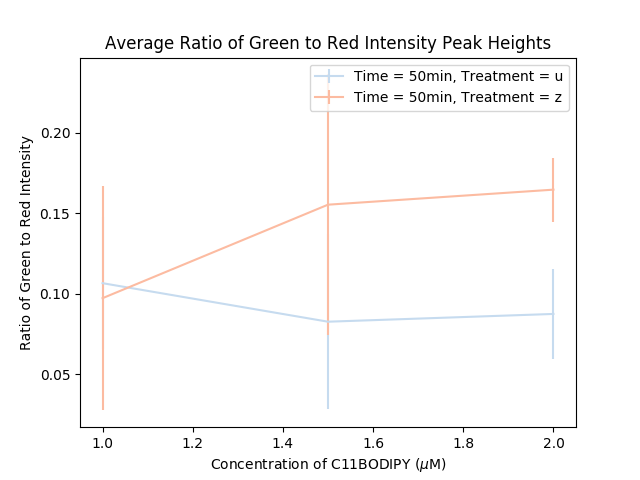 Average Ratio of Green to Red Intensity Peak Heights
Time = 50min, Treatment = u
Time = 50min, Treatment = z
Ratio of Green to Red Intensity
0.20
0.15
0.10
0.05
1.0 1.2 1.4 1.6 1.8 2.0
Concentration of C11BODIPY (μM)